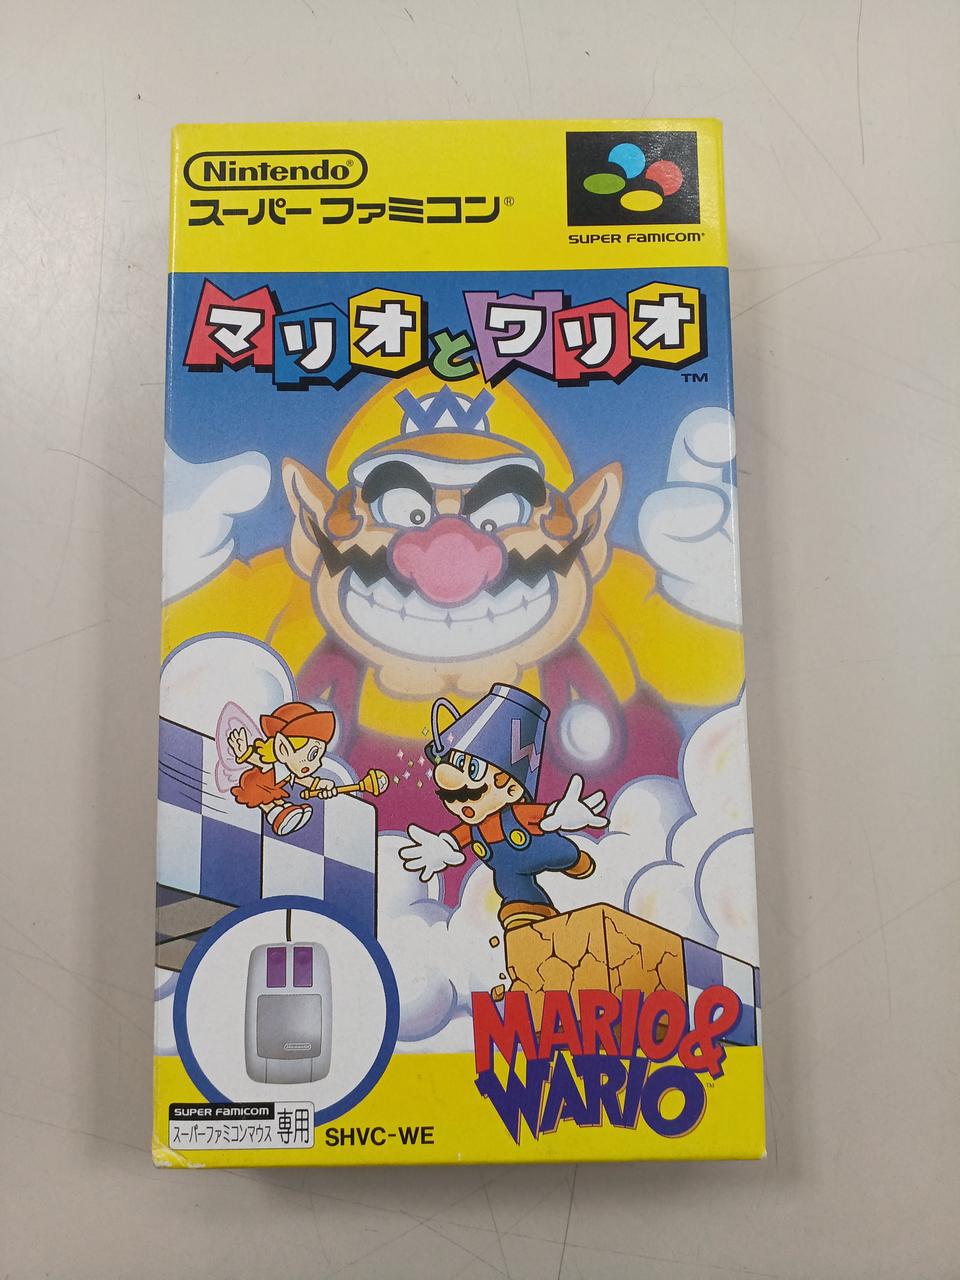 Nintendo®
スーパーファミコン®
SUPER FAMICOM®
マリオとワリオ
TM
W
W
MARIO&
WARIO
TM
Nintendo
SUPER FAMICOM
スーパーファミコンマウス 専用
SHVC-WE